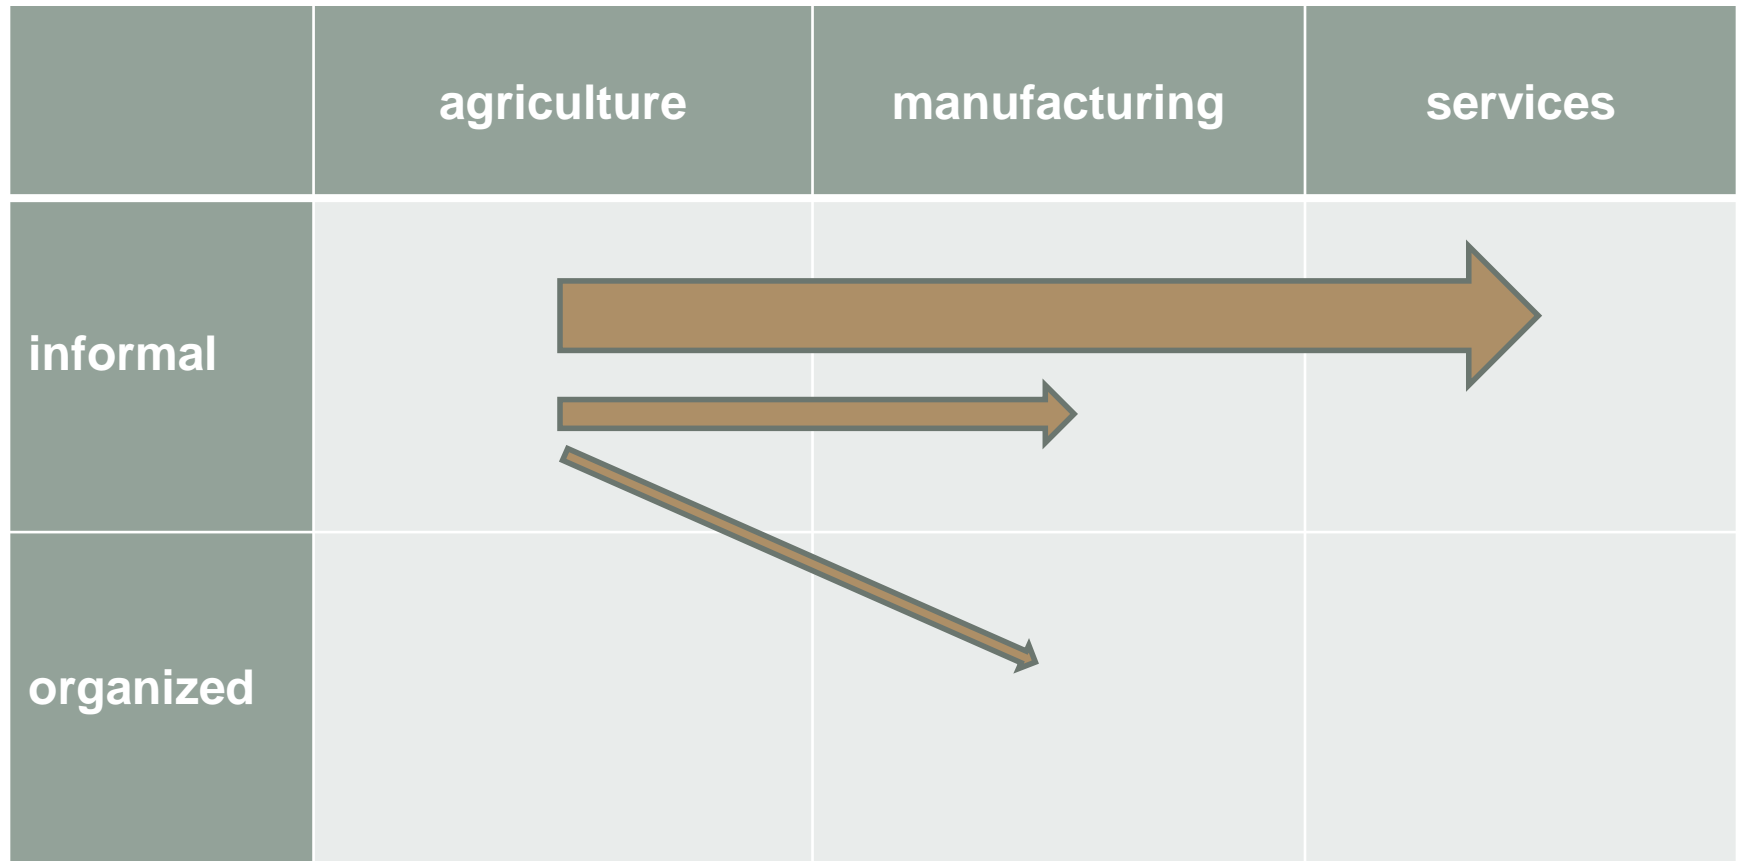 agriculture
manufacturing
services
informal
organized